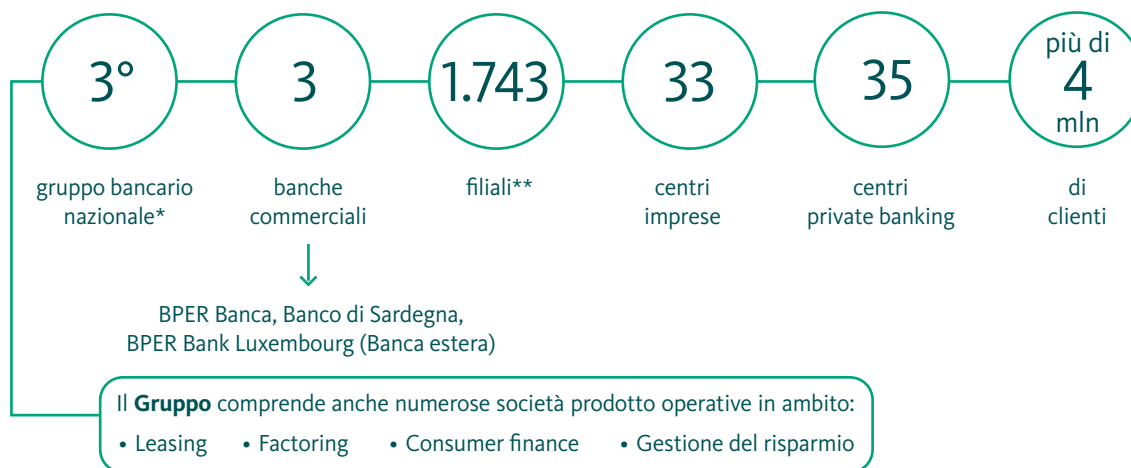 3°
gruppo bancario
nazionale*
3
banche
commerciali
BPER Banca, Banco di Sardegna,
BPER Bank Luxembourg (Banca estera)
1.743
filiali**
33
centri
imprese
35
centri
private banking
più di
4
mln
di
clienti
Il Gruppo comprende anche numerose società prodotto operative in ambito:
• Leasing • Factoring • Consumer finance • Gestione del risparmio